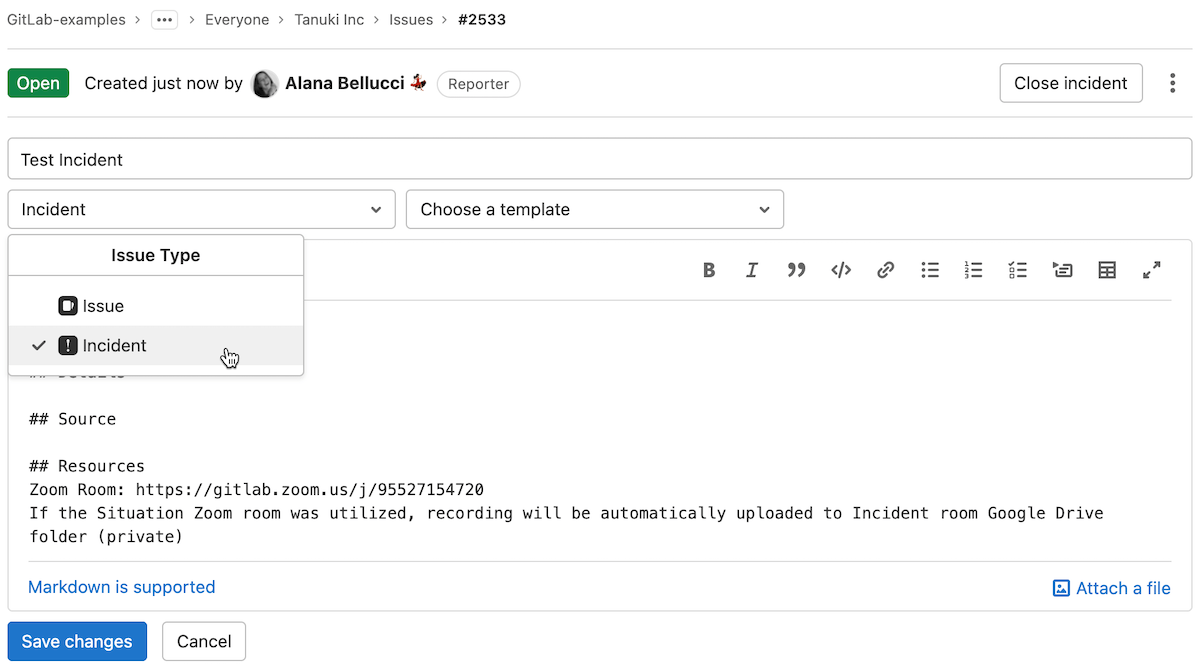 GitLab-examples > ... > Everyone > Tanuki Inc > Issues > #2533
Open Created just now by Alana Bellucci 💃 Reporter Close incident
Test Incident
Incident Choose a template
Issue Type
Issue
Incident
## Source
## Resources
Zoom Room: https://gitlab.zoom.us/j/95527154720
If the Situation Zoom room was utilized, recording will be automatically uploaded to Incident room Google Drive
folder (private)
Markdown is supported Attach a file
Save changes Cancel